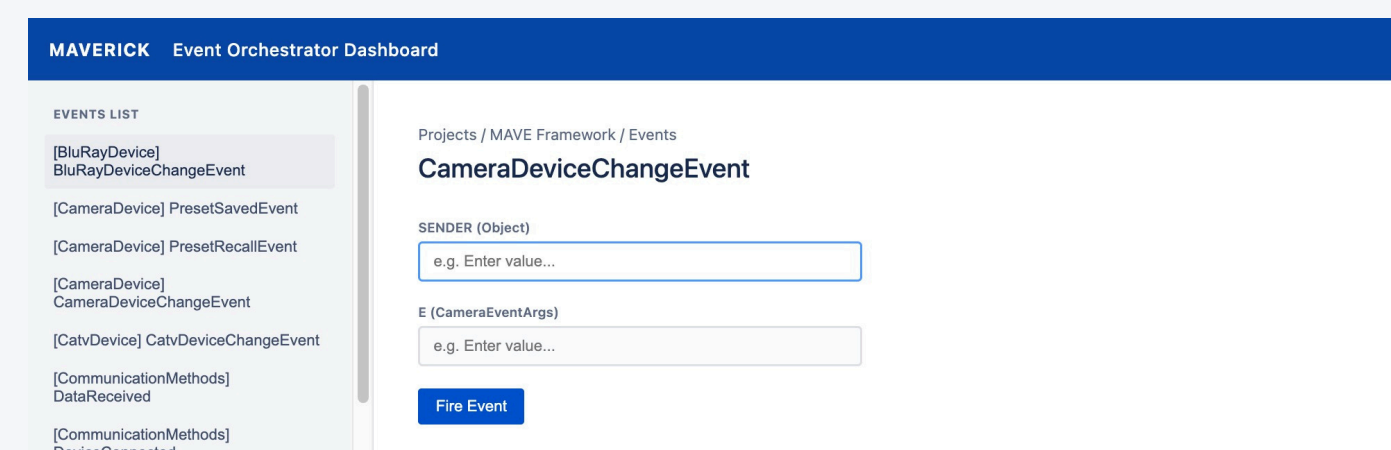 MAVERICK Event Orchestrator Dashboard
EVENTS LIST
[BluRayDevice]
BluRayDeviceChangeEvent
[CameraDevice] PresetSavedEvent
[CameraDevice] PresetRecallEvent
[CameraDevice]
CameraDeviceChangeEvent
[CatvDevice] CatvDeviceChangeEvent
[CommunicationMethods]
DataReceived
[CommunicationMethods]
Projects / MAVE Framework / Events
CameraDeviceChangeEvent
SENDER (Object)
e.g. Enter value...
E (CameraEventArgs)
e.g. Enter value...
Fire Event